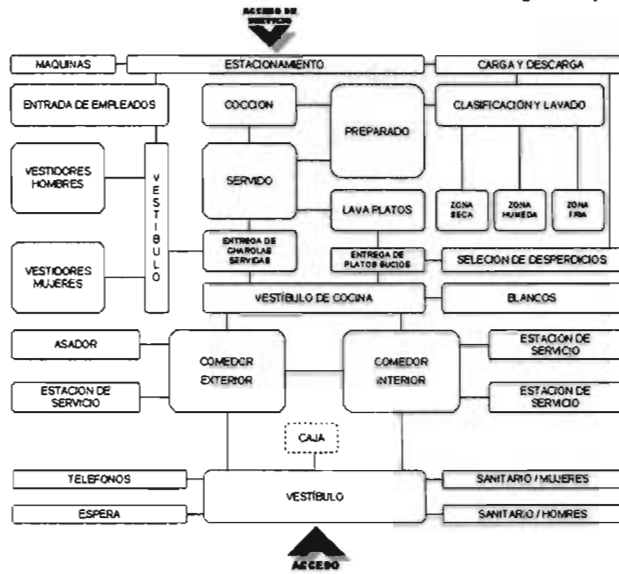 ACCESO DE
SERVICIO
MAQUINAS
ESTACIONAMIENTO
CARGA Y DESCARGA
ENTRADA DE EMPLEADOS
COCCION
PREPARADO
CLASIFICACIÓN Y LAVADO
VESTIDORES
HOMBRES
VESTIBULO
SERVIDO
LAVA PLATOS
ZONA
SECA
ZONA
HUMEDA
ZONA
FRIA
VESTIDORES
MUJERES
ENTREGA DE
CHAROLAS
SERVIDAS
ENTREGA DE
PLATOS SUCIOS
SELECION DE DESPERDICIOS
VESTÍBULO DE COCINA
BLANCOS
ASADOR
COMEDOR
EXTERIOR
COMEDOR
INTERIOR
ESTACION DE
SERVICIO
ESTACION DE
SERVICIO
ESTACION DE
SERVICIO
CAJA
TELEFONOS
VESTÍBULO
SANITARIO / MUJERES
ESPERA
SANITARIO / HOMRES
ACCESO